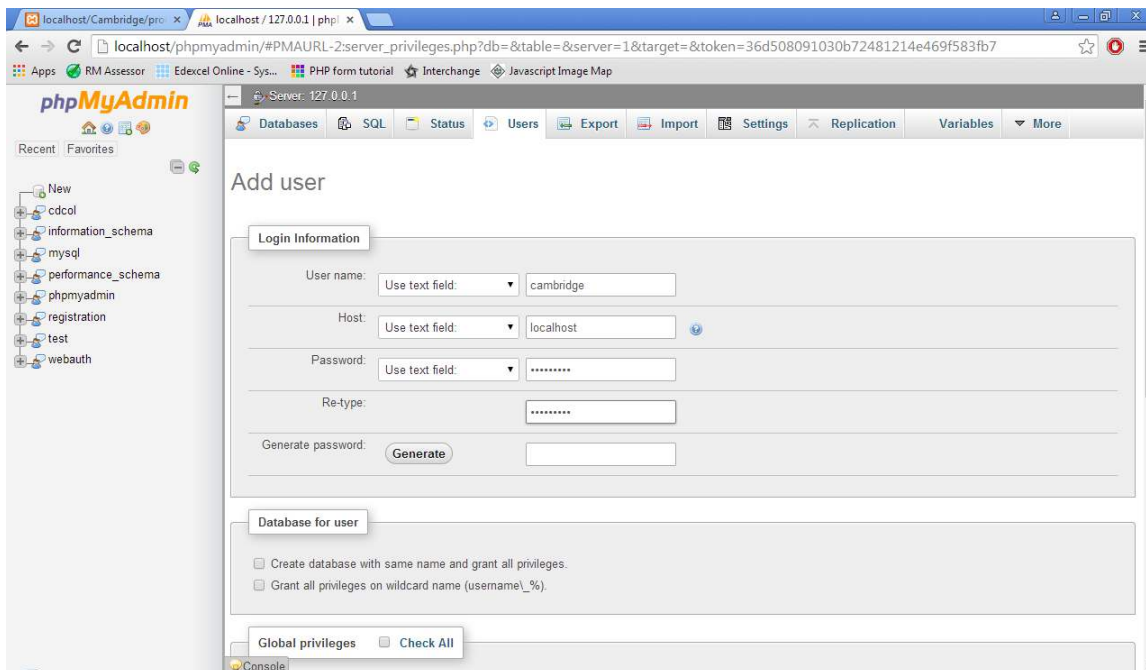 localhost/Cambridge/pro
localhost / 127.0.0.1 | phpl
localhost/phpmyadmin/#PMAURL-2:server_privileges.php?db=&table=&server=1&target=&token=36d508091030b72481214e469f583fb7
Apps RM Assessor Edexcel Online - Sys... PHP form tutorial Interchange Javascript Image Map
phpMyAdmin
Recent Favorites
New
cdcol
information_schema
mysql
performance_schema
phpmyadmin
registration
test
webauth
Server: 127.0.0.1
Databases SQL Status Users Export Import Settings Replication Variables More
Add user
Login Information
User name: Use text field: cambridge
Host: Use text field: localhost
Password: Use text field: •••••••••
Re-type: •••••••••
Generate password: Generate
Database for user
Create database with same name and grant all privileges.
Grant all privileges on wildcard name (username\_%).
Global privileges Check All
Console